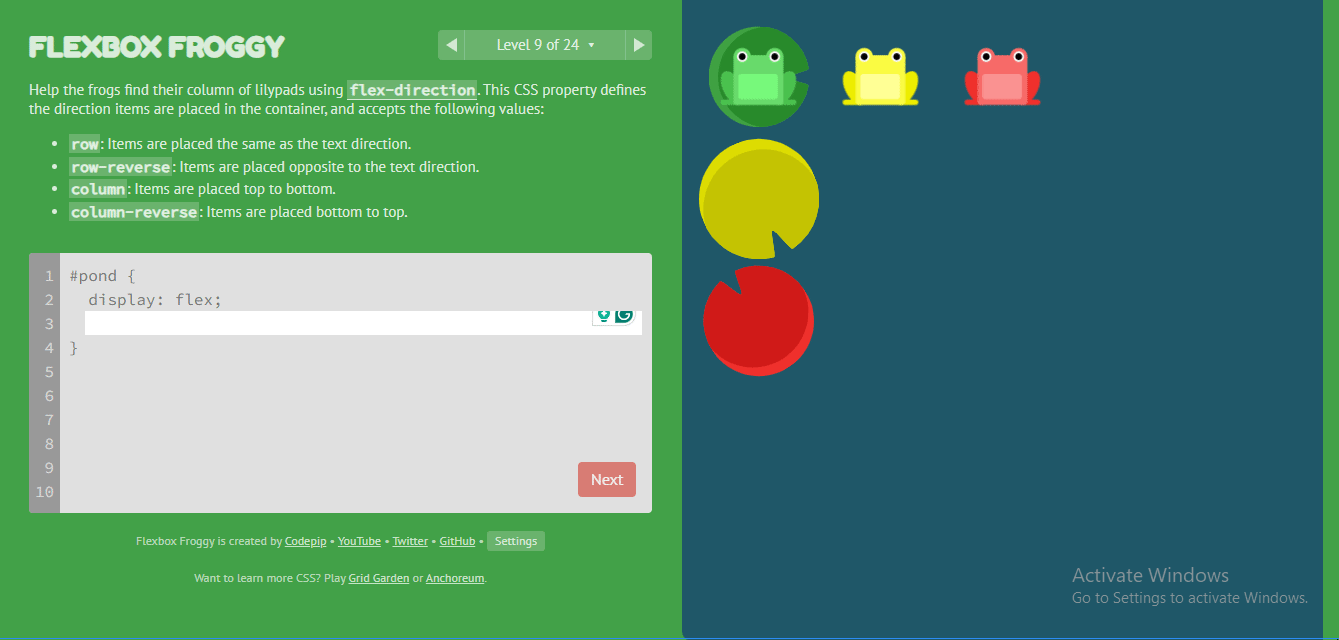 FLEXBOX FROGGY
◀ Level 9 of 24 ▾ ▶
Help the frogs find their column of lilypads using flex-direction. This CSS property defines
the direction items are placed in the container, and accepts the following values:
• row: Items are placed the same as the text direction.
• row-reverse: Items are placed opposite to the text direction.
• column: Items are placed top to bottom.
• column-reverse: Items are placed bottom to top.
1 #pond {
2 display: flex;
3
4 }
5
6
7
8
9
10
Next
Flexbox Froggy is created by Codepip • YouTube • Twitter • GitHub • Settings
Want to learn more CSS? Play Grid Garden or Anchoreum.
Activate Windows
Go to Settings to activate Windows.